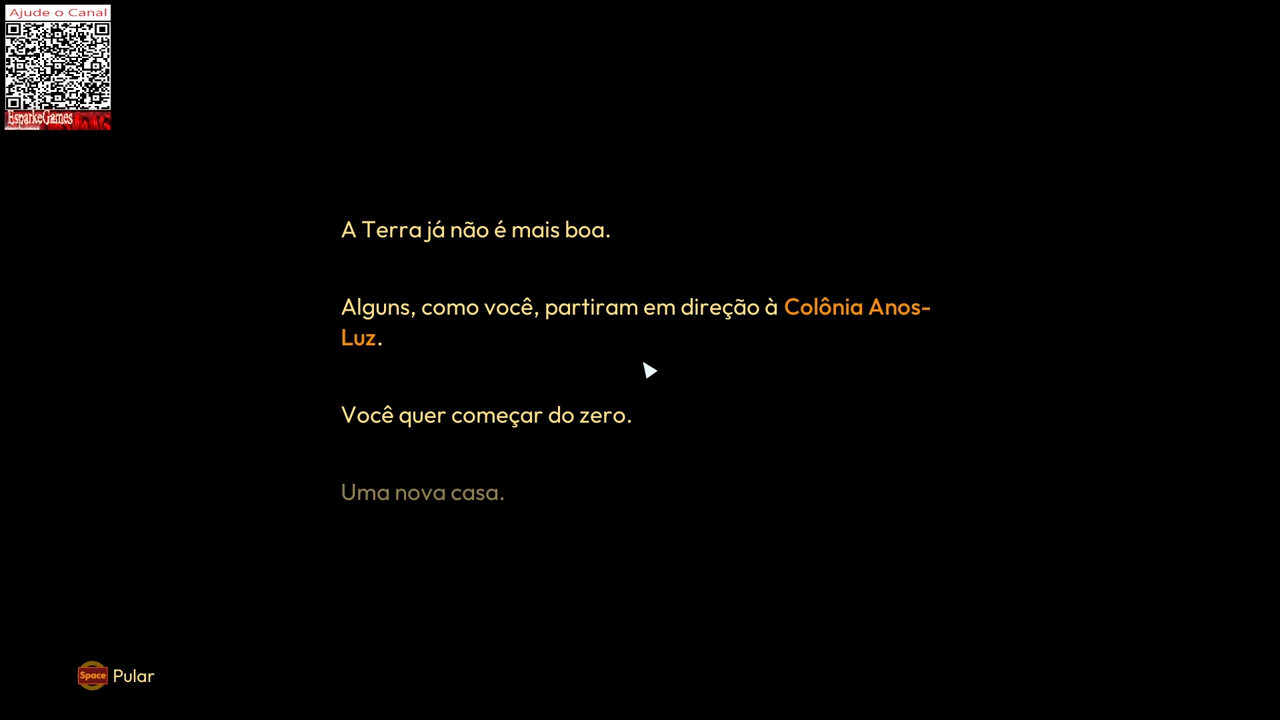 Ajude o Canal
EsparkeGames
A Terra já não é mais boa.
Alguns, como você, partiram em direção à Colônia Anos-
Luz.
Você quer começar do zero.
Uma nova casa.
Space Pular